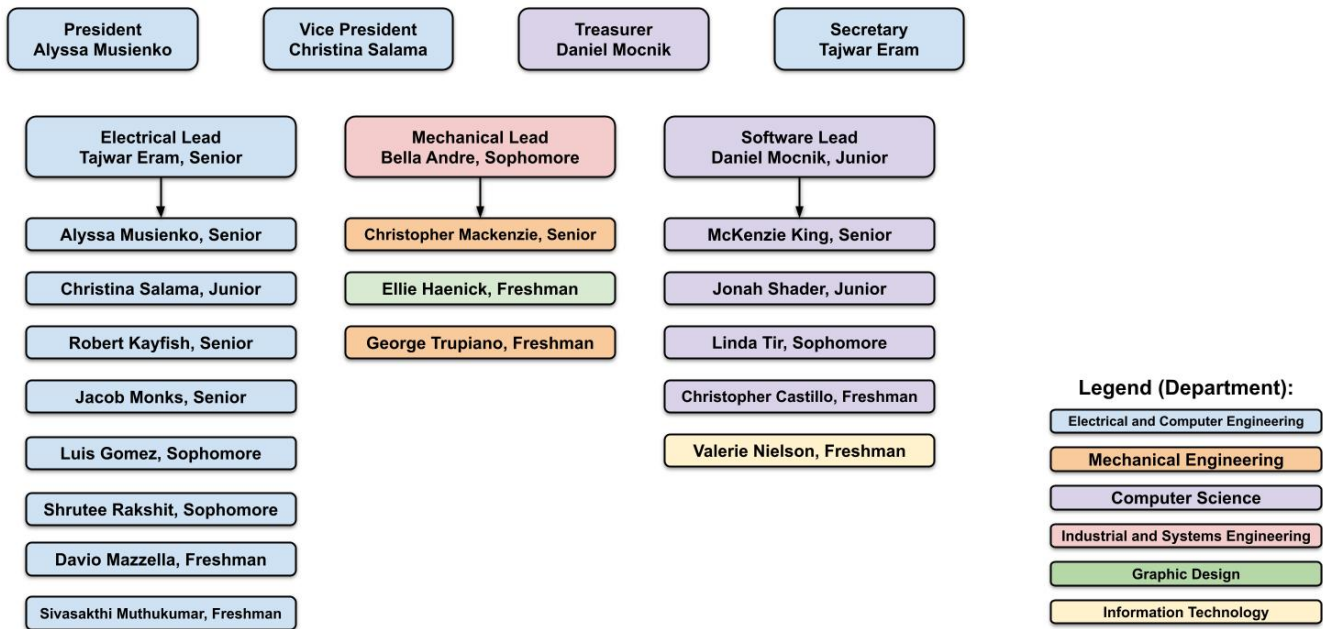 President
Alyssa Musienko
Vice President
Christina Salama
Treasurer
Daniel Mocnik
Secretary
Tajwar Eram
Electrical Lead
Tajwar Eram, Senior
Alyssa Musienko, Senior
Christina Salama, Junior
Robert Kayfish, Senior
Jacob Monks, Senior
Luis Gomez, Sophomore
Shrutee Rakshit, Sophomore
Davio Mazzella, Freshman
Sivasakthi Muthukumar, Freshman
Mechanical Lead
Bella Andre, Sophomore
Christopher Mackenzie, Senior
Ellie Haenick, Freshman
George Trupiano, Freshman
Software Lead
Daniel Mocnik, Junior
McKenzie King, Senior
Jonah Shader, Junior
Linda Tir, Sophomore
Christopher Castillo, Freshman
Valerie Nielson, Freshman
Legend (Department):
Electrical and Computer Engineering
Mechanical Engineering
Computer Science
Industrial and Systems Engineering
Graphic Design
Information Technology